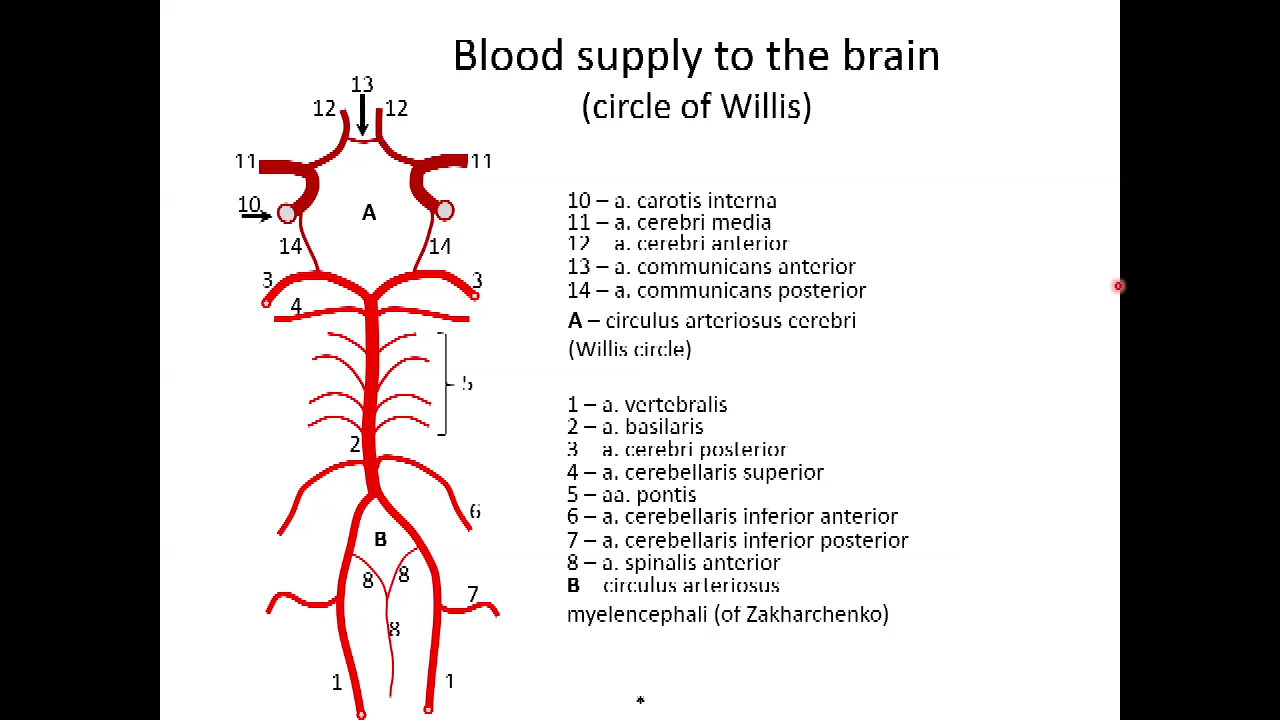 Blood supply to the brain
(circle of Willis)
13
12 12
11 11
10
A
14 14
3 3
4
5
2
6
B
8 8
7
8
1 1
10 – a. carotis interna
11 – a. cerebri media
12 a. cerebri anterior
13 – a. communicans anterior
14 – a. communicans posterior
A – circulus arteriosus cerebri
(Willis circle)
1 – a. vertebralis
2 – a. basilaris
3 a. cerebri posterior
4 – a. cerebellaris superior
5 – aa. pontis
6 – a. cerebellaris inferior anterior
7 – a. cerebellaris inferior posterior
8 – a. spinalis anterior
B circulus arteriosus
myelencephali (of Zakharchenko)
*